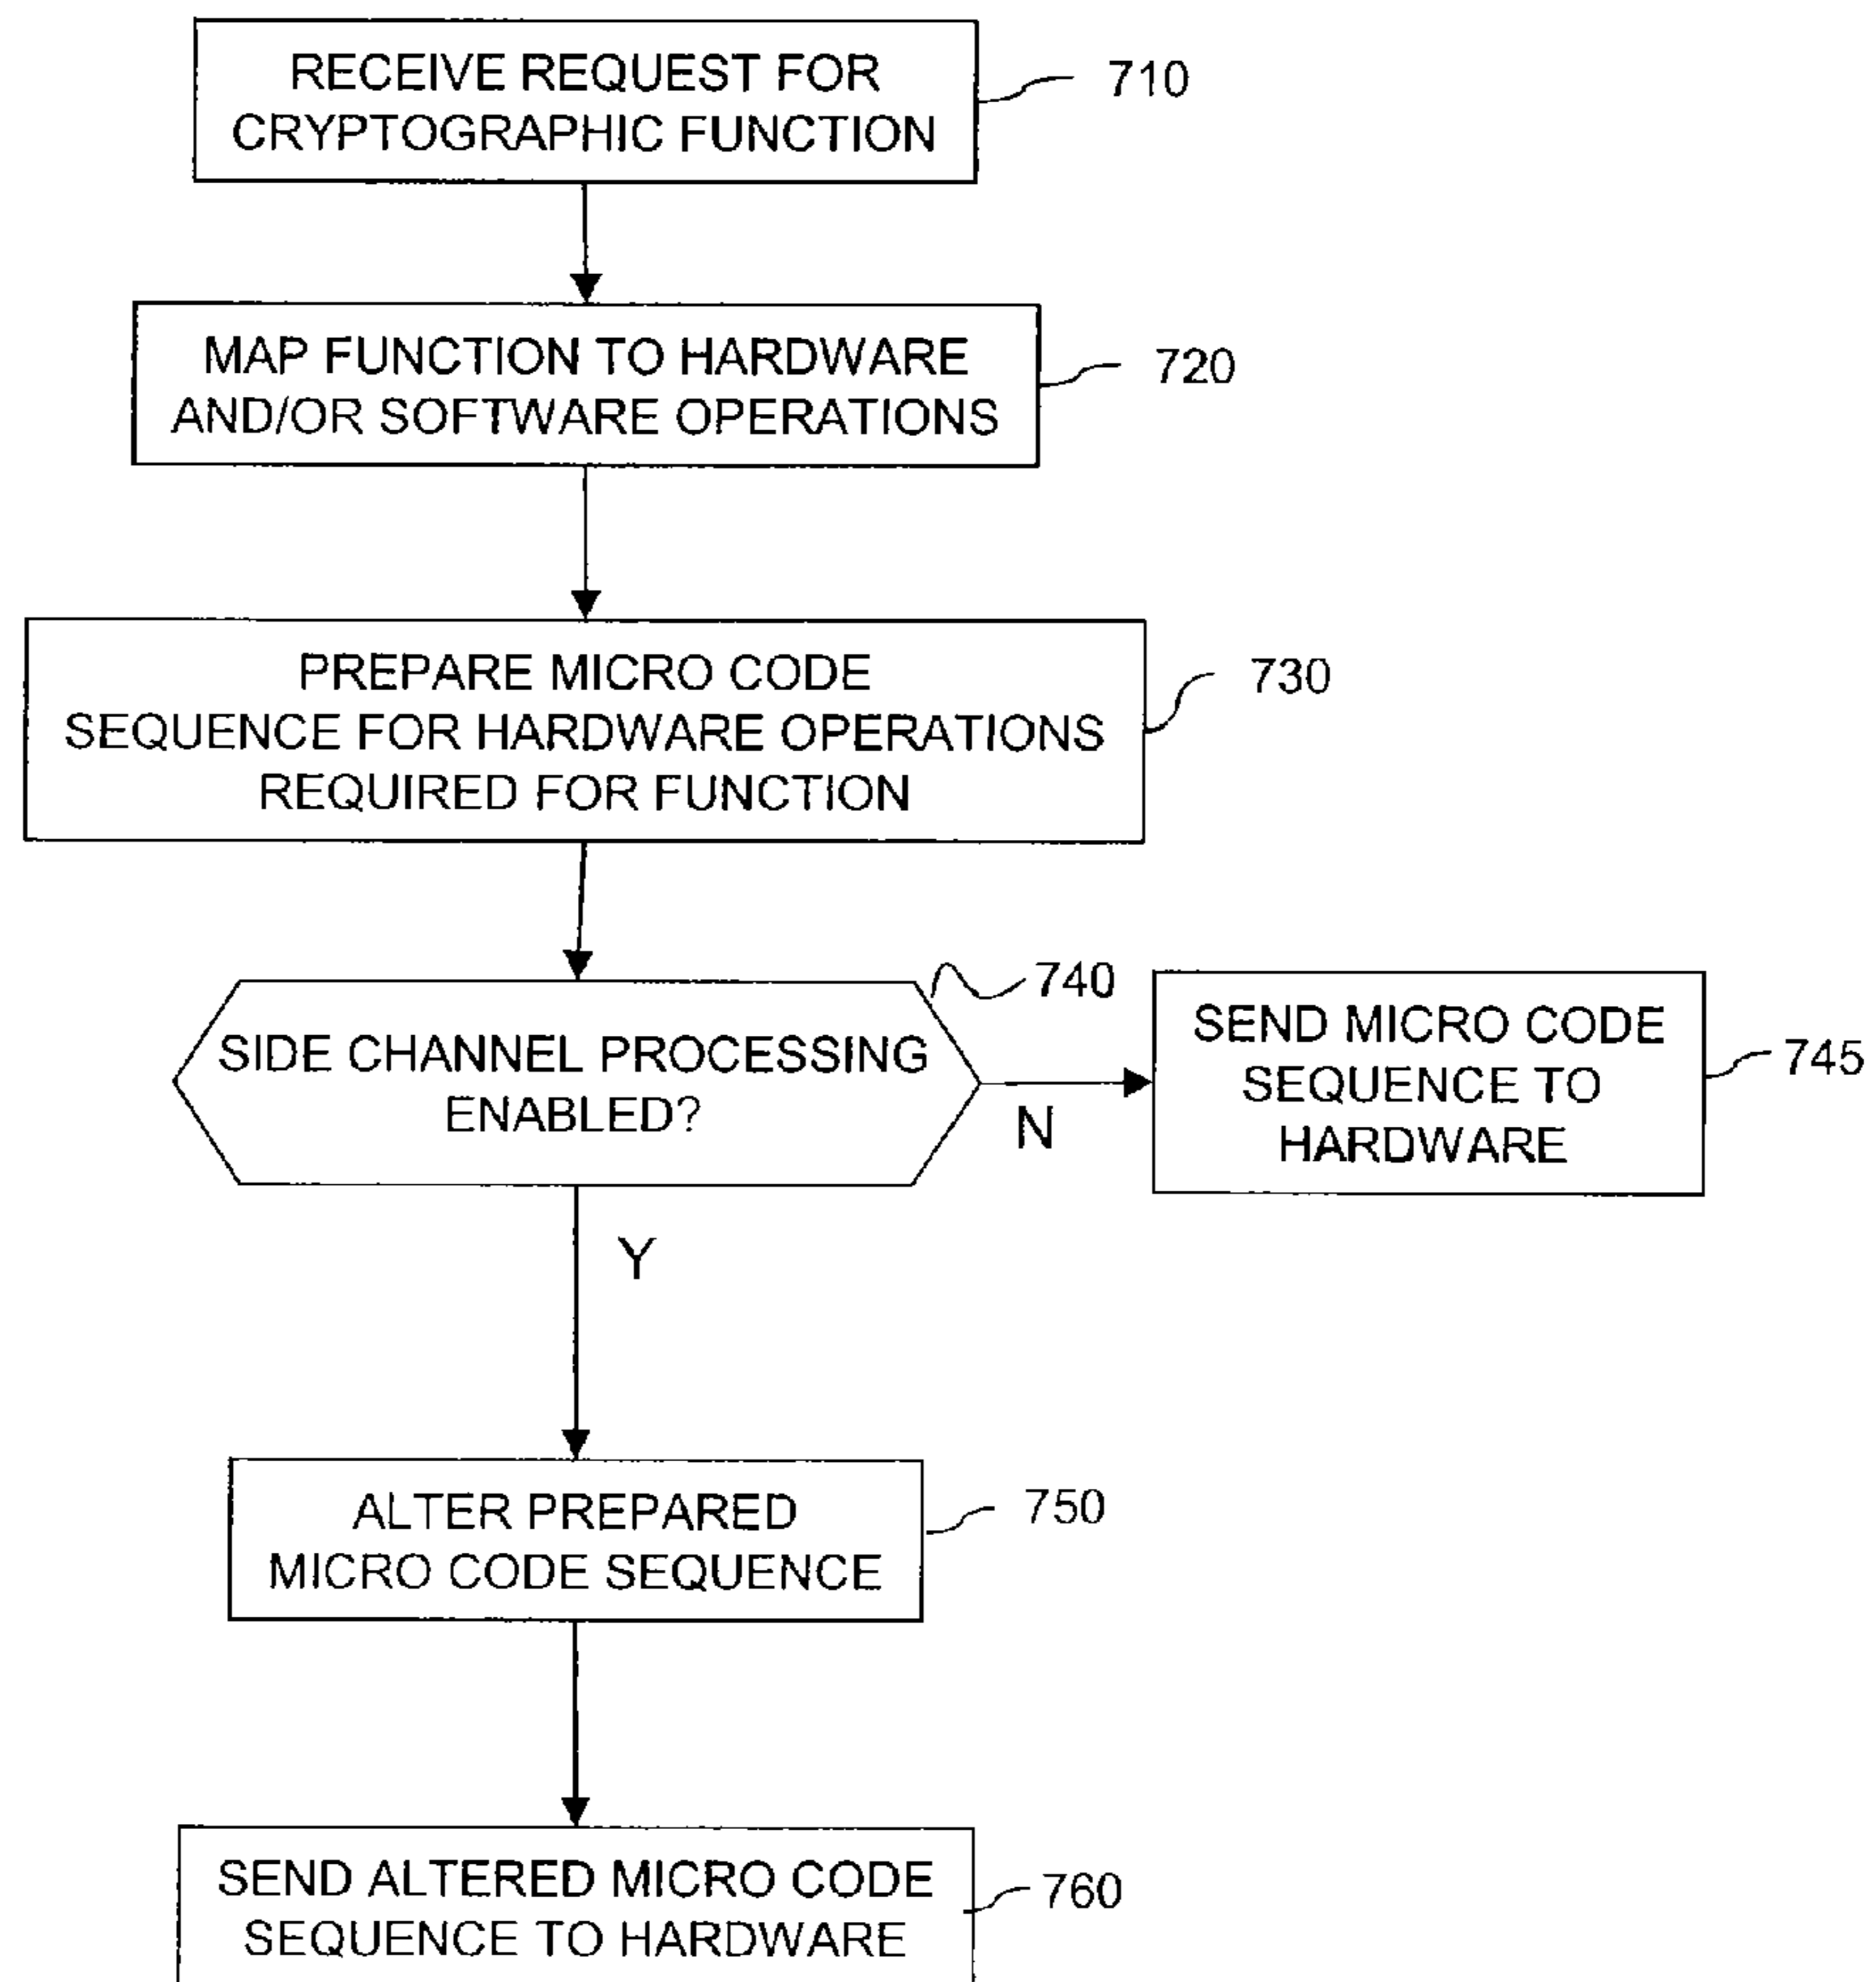 RECEIVE REQUEST FOR
CRYPTOGRAPHIC FUNCTION
710
MAP FUNCTION TO HARDWARE
AND/OR SOFTWARE OPERATIONS
720
PREPARE MICRO CODE
SEQUENCE FOR HARDWARE OPERATIONS
REQUIRED FOR FUNCTION
730
SIDE CHANNEL PROCESSING
ENABLED?
740
N
SEND MICRO CODE
SEQUENCE TO
HARDWARE
745
Y
ALTER PREPARED
MICRO CODE SEQUENCE
750
SEND ALTERED MICRO CODE
SEQUENCE TO HARDWARE
760